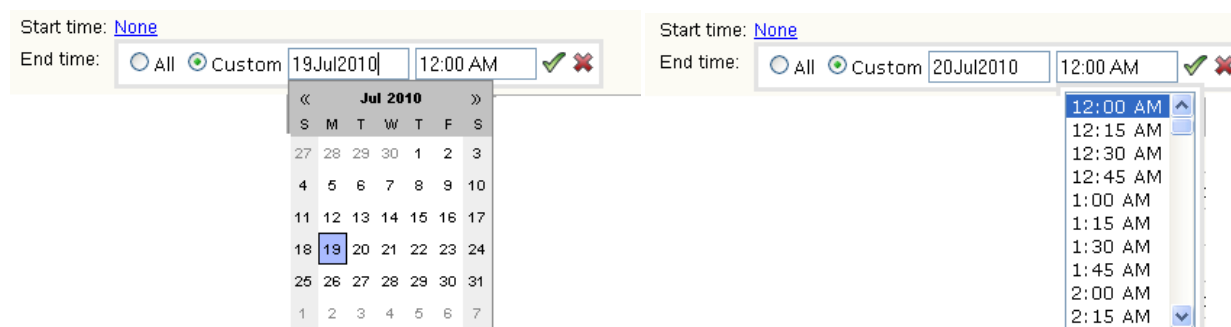 Start time: None
End time: All Custom 19Jul2010 12:00 AM
« Jul 2010 »
S M T W T F S
27 28 29 30 1 2 3
4 5 6 7 8 9 10
11 12 13 14 15 16 17
18 19 20 21 22 23 24
25 26 27 28 29 30 31
1 2 3 4 5 6 7
Start time: None
End time: All Custom 20Jul2010 12:00 AM
12:00 AM
12:15 AM
12:30 AM
12:45 AM
1:00 AM
1:15 AM
1:30 AM
1:45 AM
2:00 AM
2:15 AM